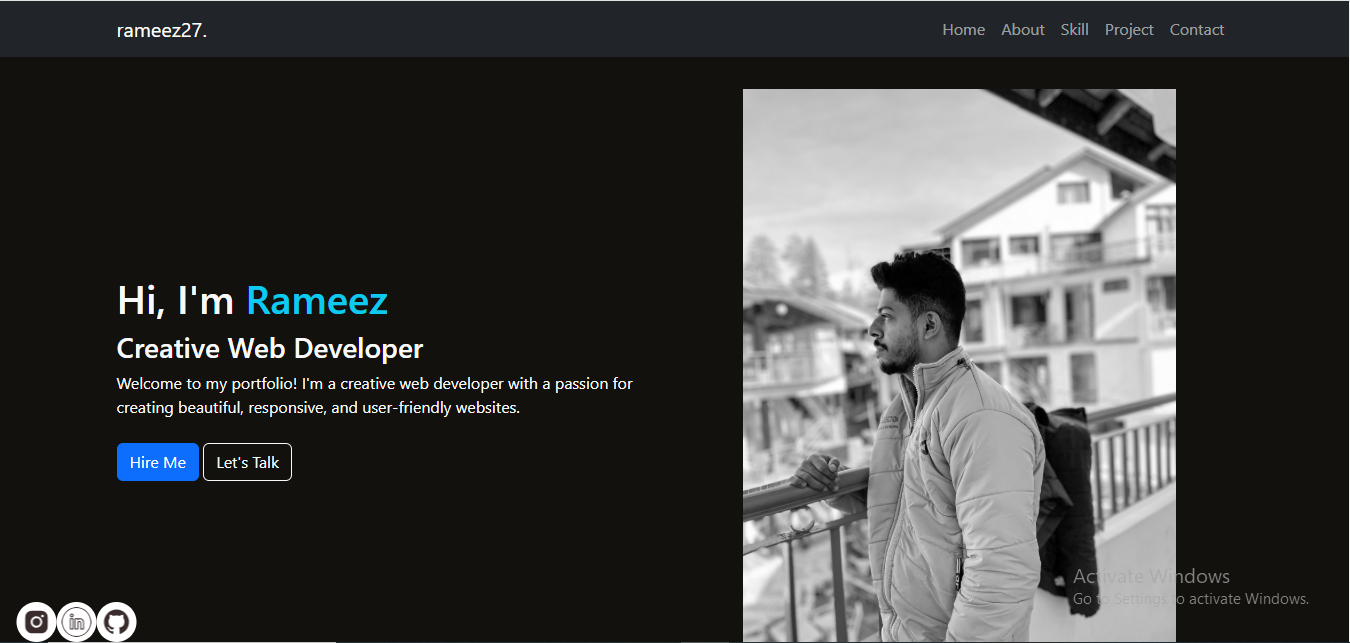 rameez27.
Home About Skill Project Contact
Hi, I'm Rameez
Creative Web Developer
Welcome to my portfolio! I'm a creative web developer with a passion for
creating beautiful, responsive, and user-friendly websites.
Hire Me Let's Talk
in
Activate Windows
Go to Settings to activate Windows.